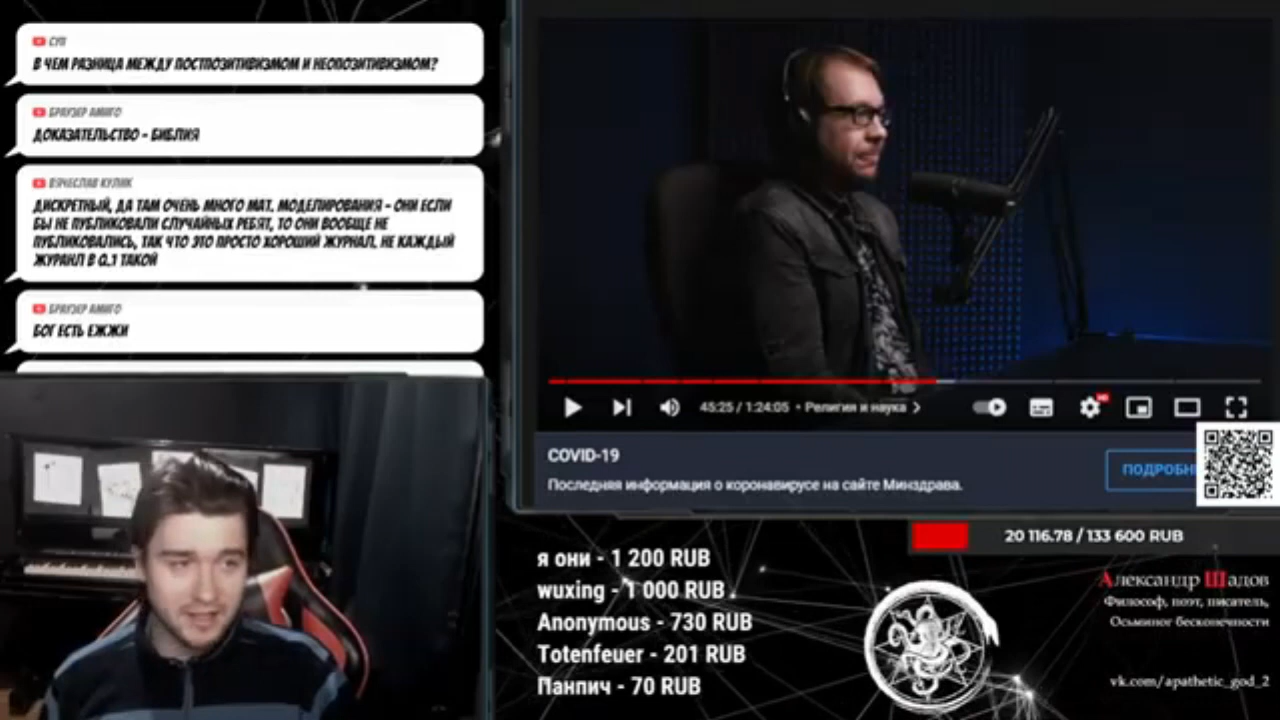 СУП
В ЧЕМ РАЗНИЦА МЕЖДУ ПОСТПОЗИТИВИЗМОМ И НЕОПОЗИТИВИЗМОМ?
БРАУЗЕР АМИГО
ДОКАЗАТЕЛЬСТВО - БИБЛИЯ
ВЯЧЕСЛАВ КУЛИК
ДИСКРЕТНЫЙ, ДА ТАМ ОЧЕНЬ МНОГО МАТ. МОДЕЛИРОВАНИЯ - ОНИ ЕСЛИ
БЫ НЕ ПУБЛИКОВАЛИ СЛУЧАЙНЫХ РЕБЯТ, ТО ОНИ ВООБЩЕ НЕ
ПУБЛИКОВАЛИСЬ, ТАК ЧТО ЭТО ПРОСТО ХОРОШИЙ ЖУРНАЛ. НЕ КАЖДЫЙ
ЖУРАНЛ В Q.1 ТАКОЙ
БРАУЗЕР АМИГО
БОГ ЕСТЬ ЕЖЖИ
45:25 / 1:24:05 • Религия и наука
HD
COVID-19
Последняя информация о коронавирусе на сайте Минздрава.
ПОДРОБН
20 116.78 / 133 600 RUB
я они - 1 200 RUB
wuxing - 1 000 RUB
Anonymous - 730 RUB
Totenfeuer - 201 RUB
Панпич - 70 RUB
Александр Шадов
Философ, поэт, писатель,
Осьминог бесконечности
vk.com/apathetic_god_2